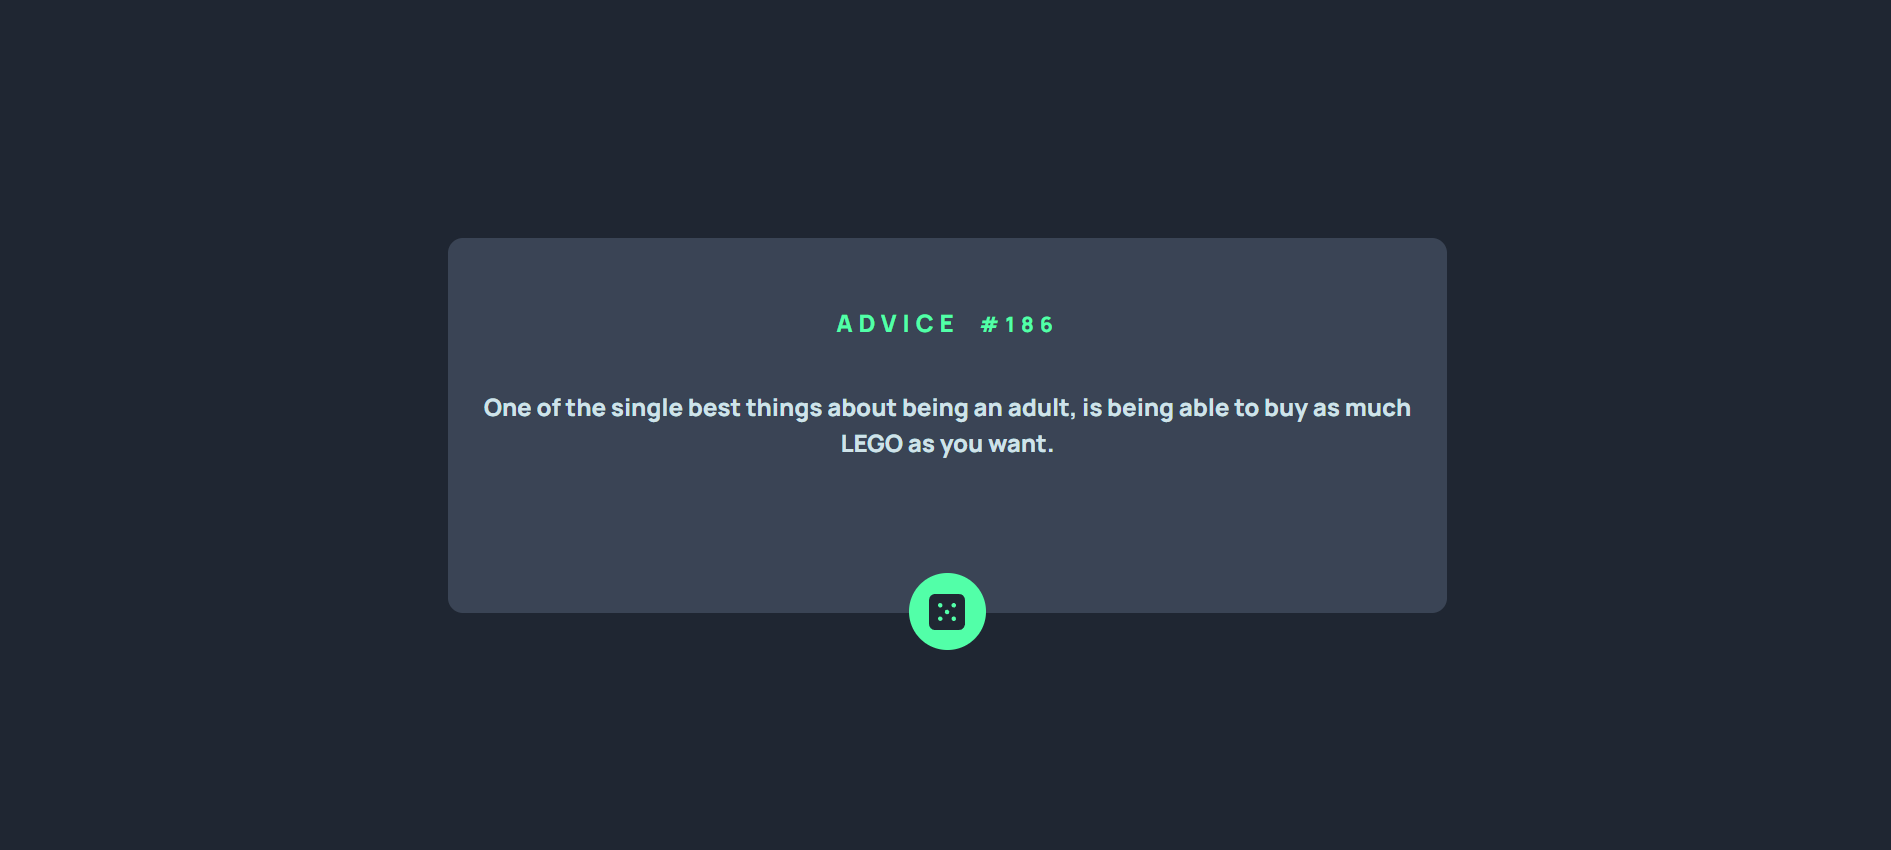 ADVICE #186
One of the single best things about being an adult, is being able to buy as much
LEGO as you want.